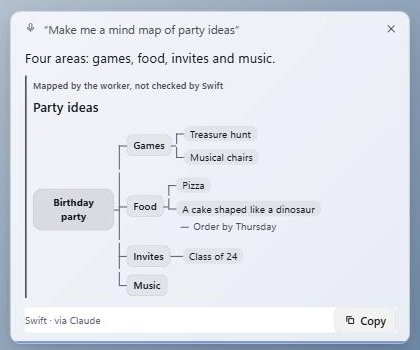 “Make me a mind map of party ideas”
Four areas: games, food, invites and music.
Mapped by the worker, not checked by Swift
Party ideas
Birthday party
Games
Treasure hunt
Musical chairs
Food
Pizza
A cake shaped like a dinosaur
— Order by Thursday
Invites
Class of 24
Music
Swift · via Claude
Copy